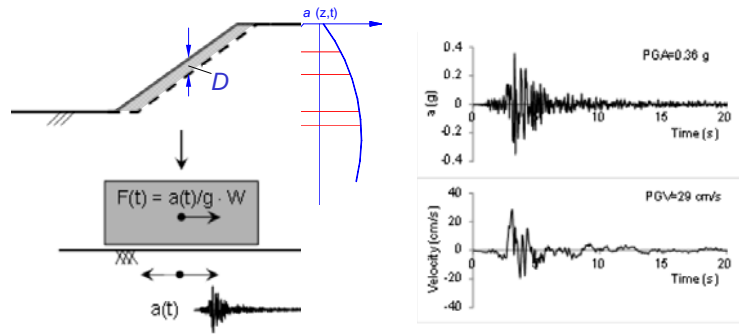 a (z,t)
D
F(t) = a(t)/g · W
a(t)
PGA=0.36 g
a (g)
0.4
0.2
0
-0.2
-0.4
0
5
10
15
20
Time (s)
PGV=29 cm/s
Velocity (cm/s)
40
20
0
-20
-40
0
5
10
15
20
Time (s)